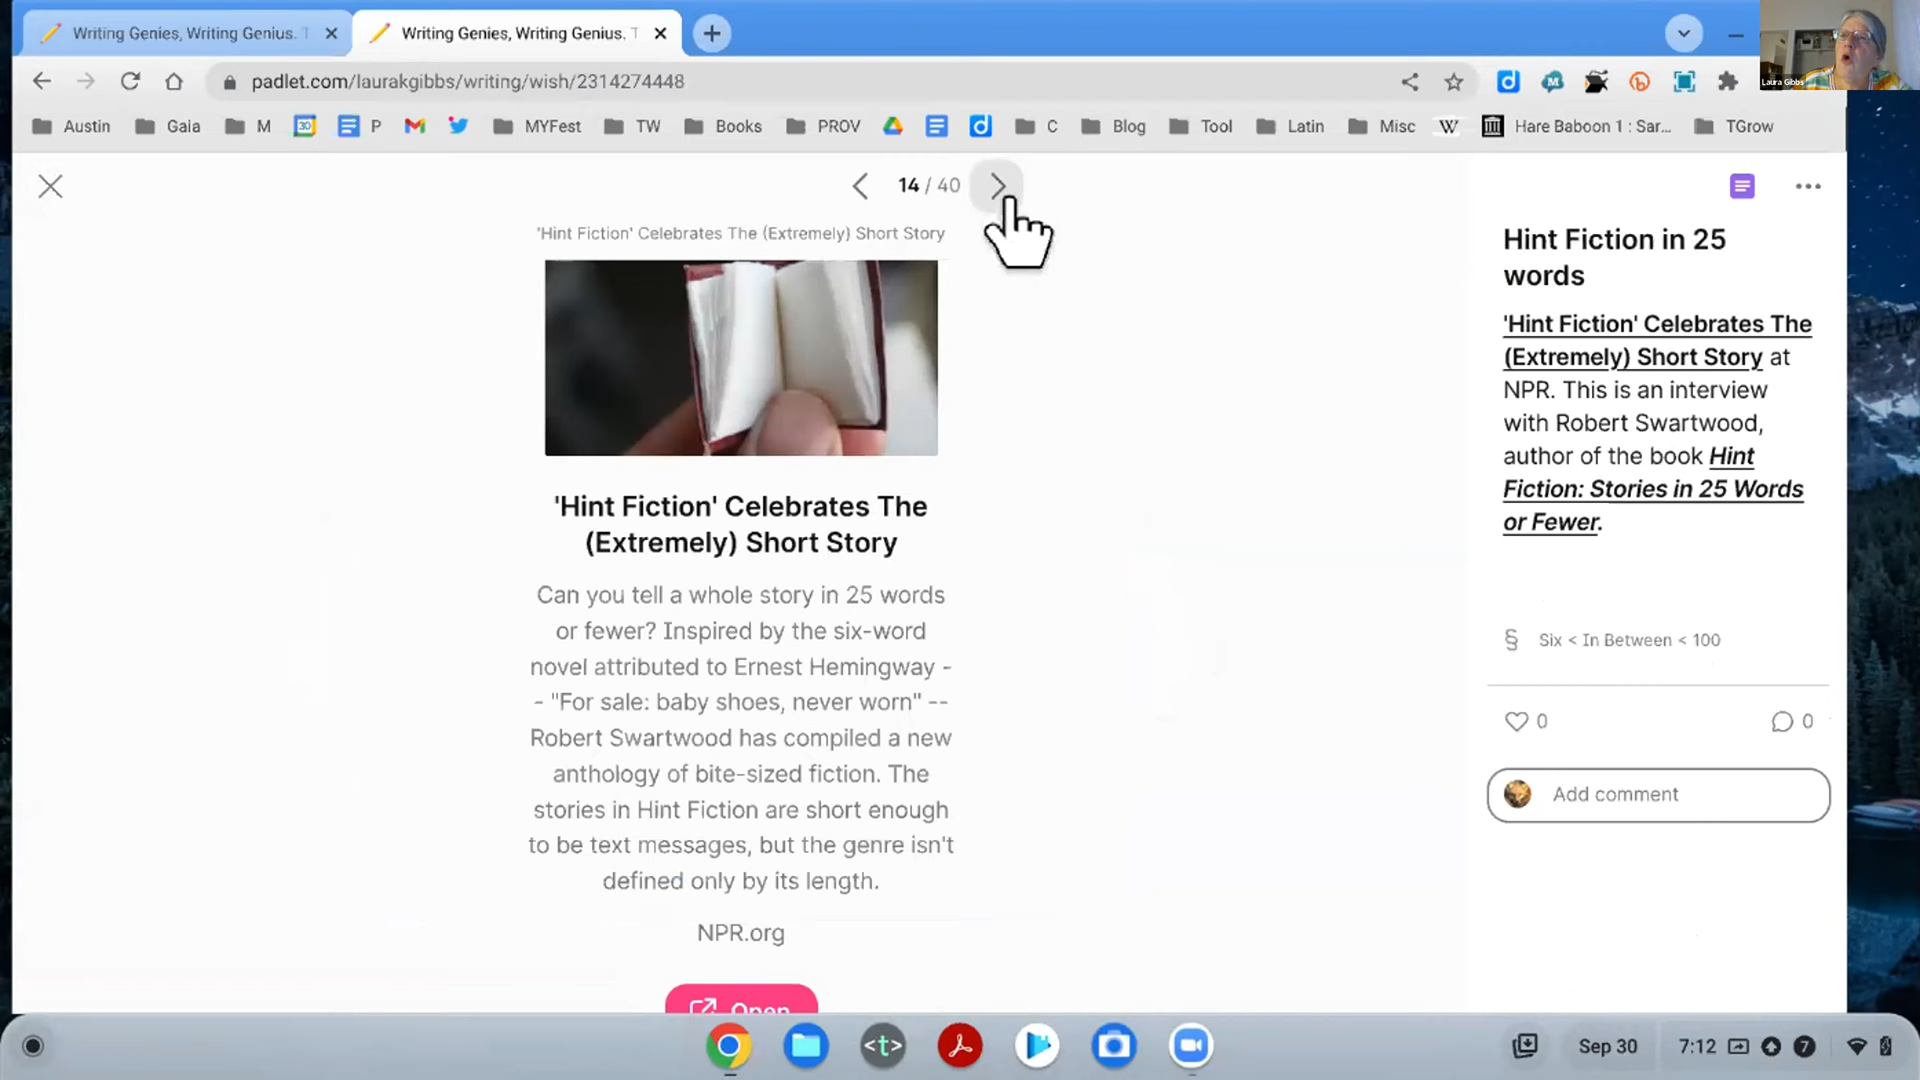 Writing Genies, Writing Genius. T
Writing Genies, Writing Genius. T
Laura Gibbs
padlet.com/laurakgibbs/writing/wish/2314274448
Austin Gaia M 30 P MYFest TW Books PROV C Blog Tool Latin Misc W Hare Baboon 1 : Sar... TGrow
14 / 40
'Hint Fiction' Celebrates The (Extremely) Short Story
'Hint Fiction' Celebrates The
(Extremely) Short Story
Can you tell a whole story in 25 words
or fewer? Inspired by the six-word
novel attributed to Ernest Hemingway -
- "For sale: baby shoes, never worn" --
Robert Swartwood has compiled a new
anthology of bite-sized fiction. The
stories in Hint Fiction are short enough
to be text messages, but the genre isn't
defined only by its length.
NPR.org
Open
Hint Fiction in 25
words
'Hint Fiction' Celebrates The
(Extremely) Short Story at
NPR. This is an interview
with Robert Swartwood,
author of the book Hint
Fiction: Stories in 25 Words
or Fewer.
§ Six < In Between < 100
0 0
Add comment
<t>
Sep 30 7:12 7